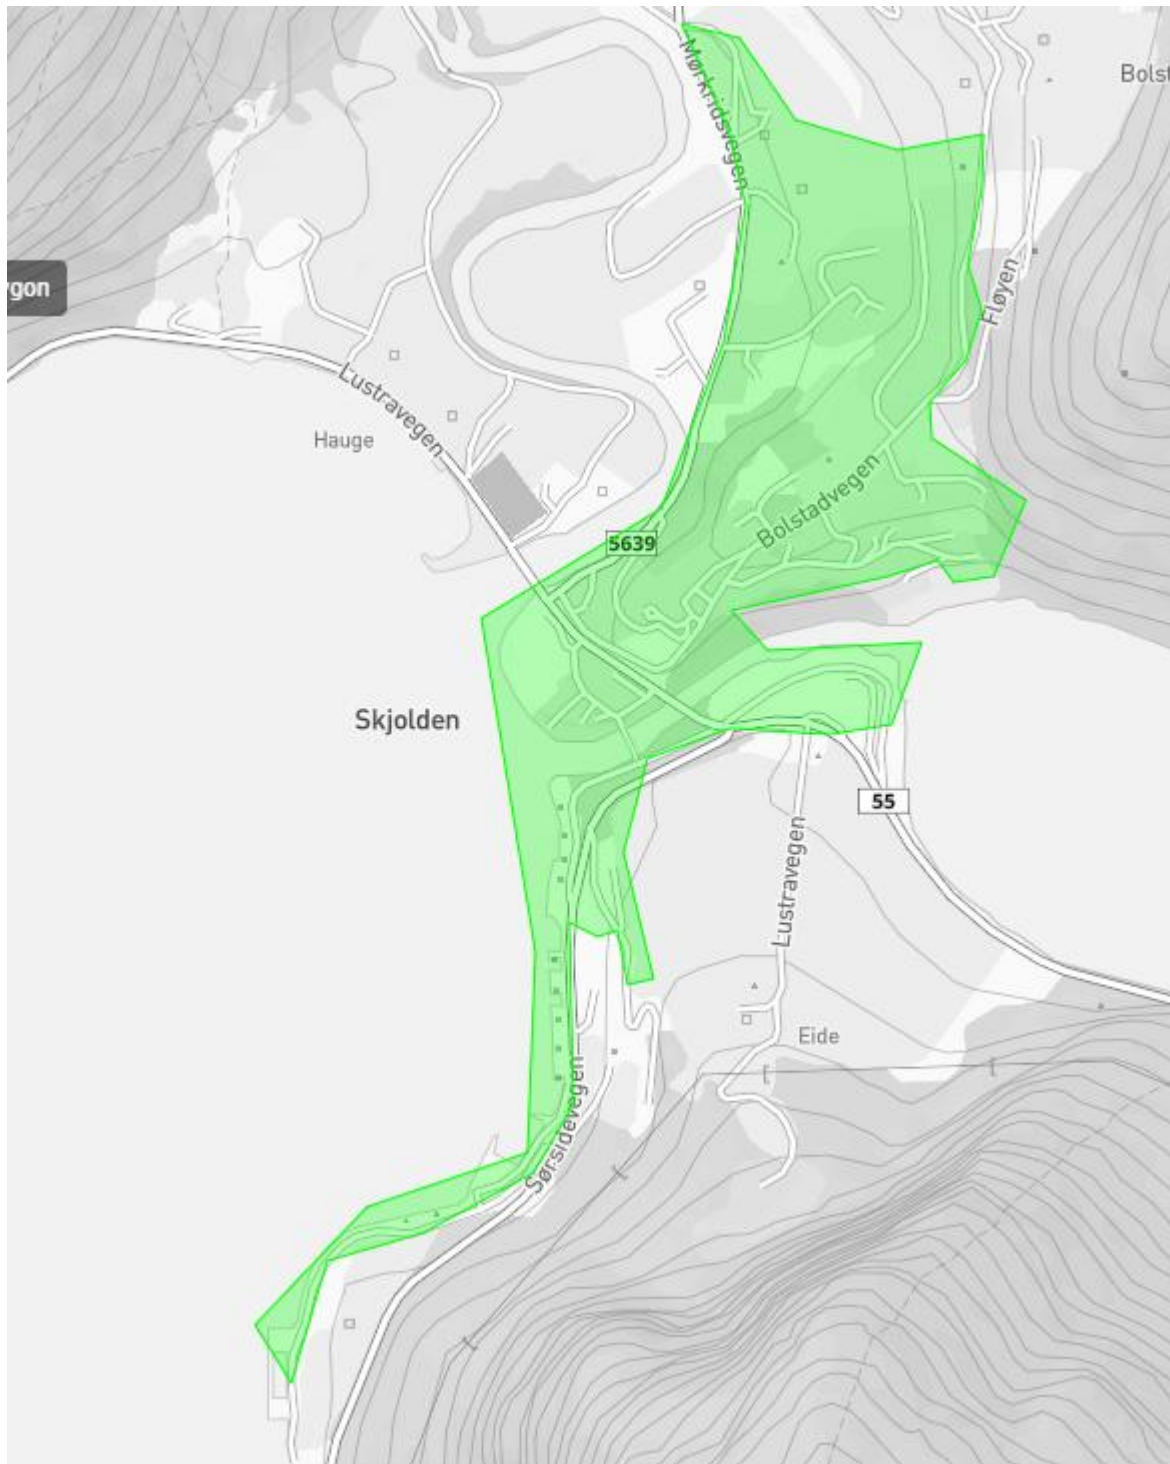 Mørkridsvegen
Bolst
ygon
Fløyen
Lustravegen
Hauge
Bolstadvegen
5639
Skjolden
55
Lustravegen
Eide
Sørsidevegen